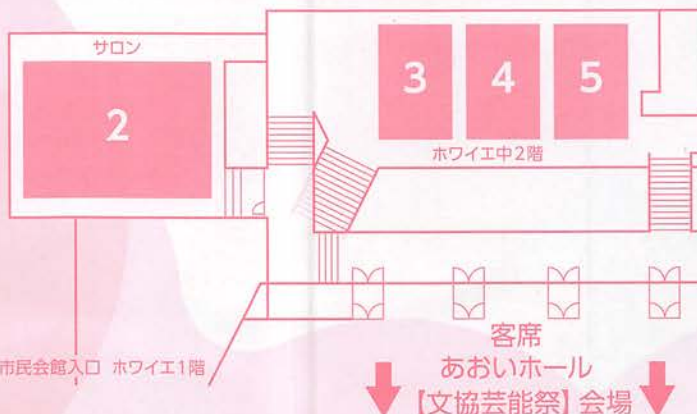 サロン
2
3 4 5
ホワイエ中2階
市民会館入口 ホワイエ1階
客席
あおいホール
【文協芸能祭】会場